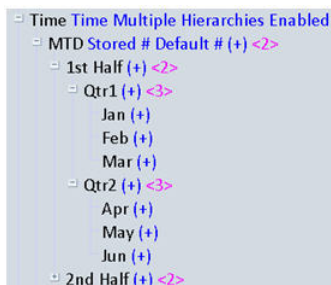 Time Time Multiple Hierarchies Enabled
MTD Stored # Default # (+) <2>
1st Half (+) <2>
Qtr1 (+) <3>
Jan (+)
Feb (+)
Mar (+)
Qtr2 (+) <3>
Apr (+)
May (+)
Jun (+)
2nd Half (+) <2>